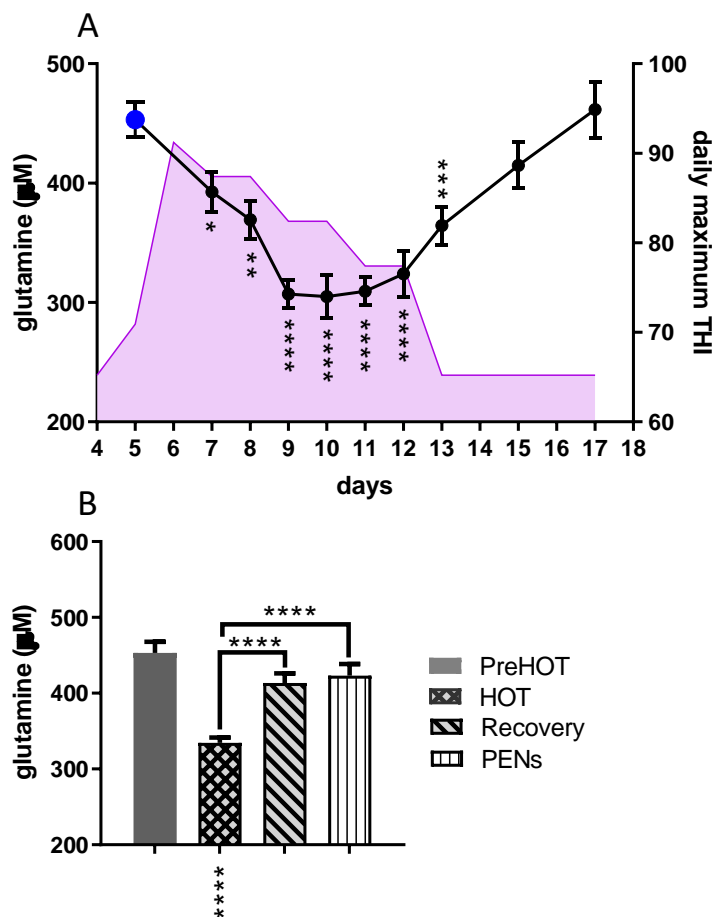 A
500
400
300
200
glutamine (μM)
100
90
80
70
60
daily maximum THI
*
**
****
****
****
****
***
4 5 6 7 8 9 10 11 12 13 14 15 16 17 18
days
B
600
500
400
300
200
glutamine (μM)
****
****
****
PreHOT
HOT
Recovery
PENs